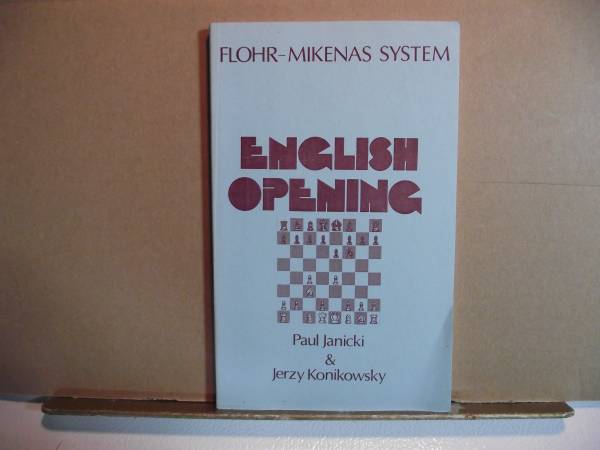 FLOHR-MIKENAS SYSTEM
ENGLISH
OPENING
Paul Janicki
&
Jerzy Konikowsky